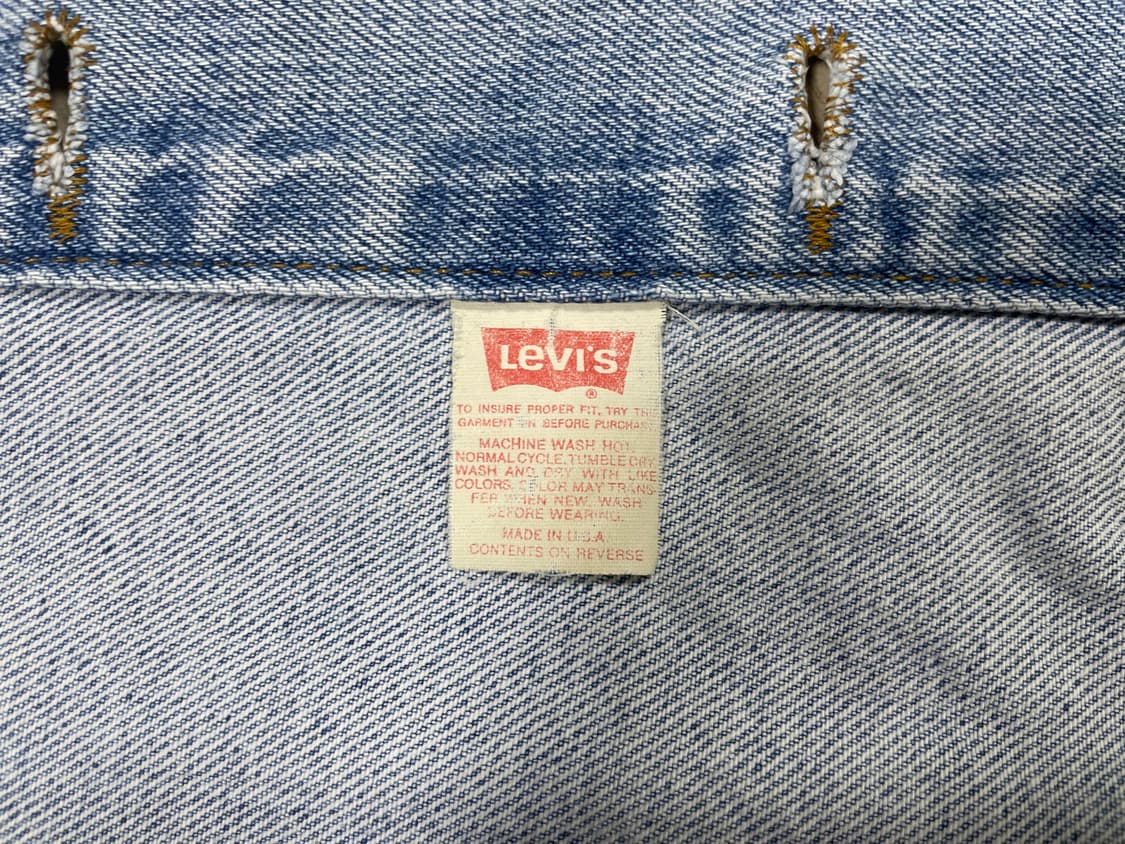 LEVI'S
®
TO INSURE PROPER FIT, TRY THIS
GARMENT ON BEFORE PURCHASE
MACHINE WASH HOT,
NORMAL CYCLE. TUMBLE DRY
WASH AND DRY WITH LIKE
COLORS. COLOR MAY TRANS-
FER WHEN NEW. WASH
BEFORE WEARING.
MADE IN U.S.A.
CONTENTS ON REVERSE